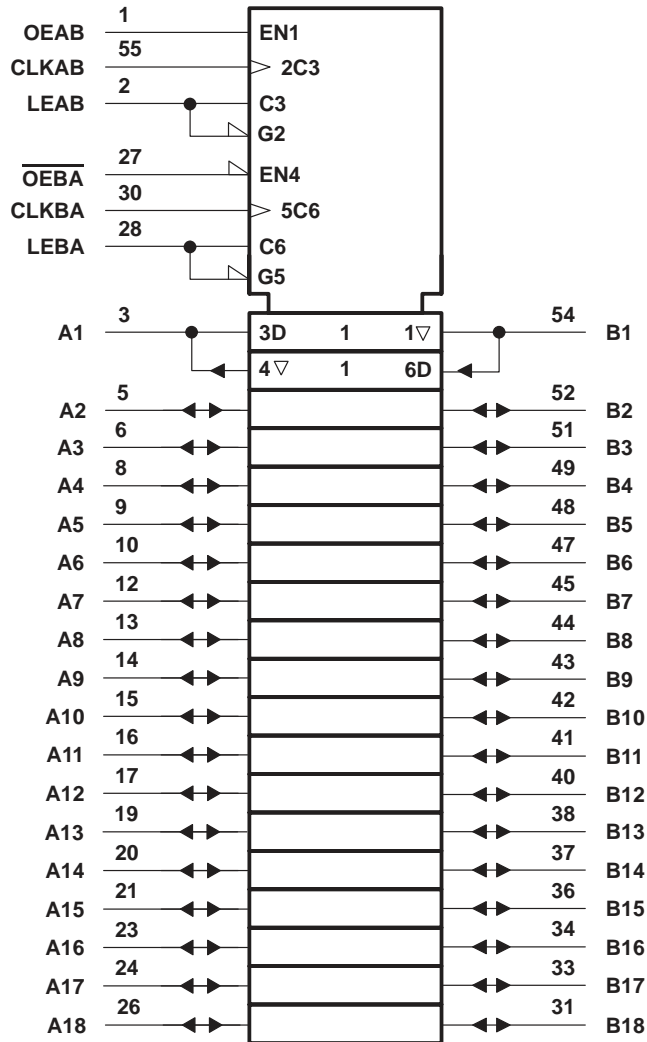 1
OEAB EN1
55
CLKAB 2C3
2
LEAB C3
G2
27
OEBA EN4
30
CLKBA 5C6
28
LEBA C6
G5
3 54
A1 3D 1 1▽ B1
4▽ 1 6D
5 52
A2 B2
6 51
A3 B3
8 49
A4 B4
9 48
A5 B5
10 47
A6 B6
12 45
A7 B7
13 44
A8 B8
14 43
A9 B9
15 42
A10 B10
16 41
A11 B11
17 40
A12 B12
19 38
A13 B13
20 37
A14 B14
21 36
A15 B15
23 34
A16 B16
24 33
A17 B17
26 31
A18 B18